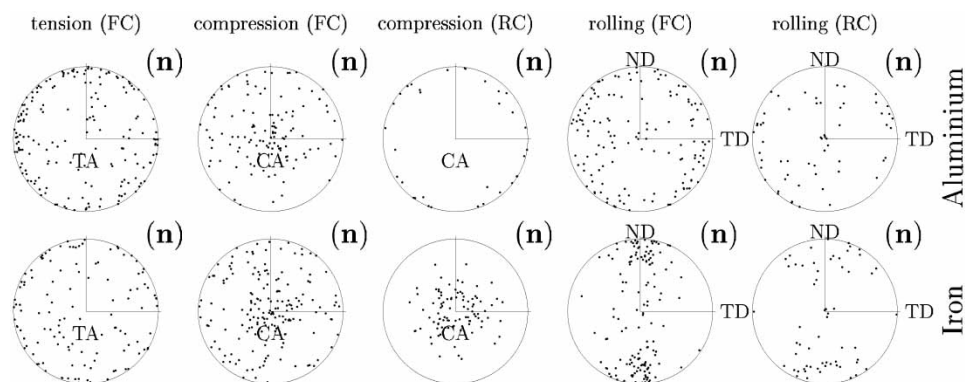 tension (FC) compression (FC) compression (RC) rolling (FC) rolling (RC)
(n) (n) (n) ND (n) ND (n)
TA CA CA TD TD
Aluminium
(n) (n) (n) ND (n) ND (n)
TA CA CA TD TD
Iron